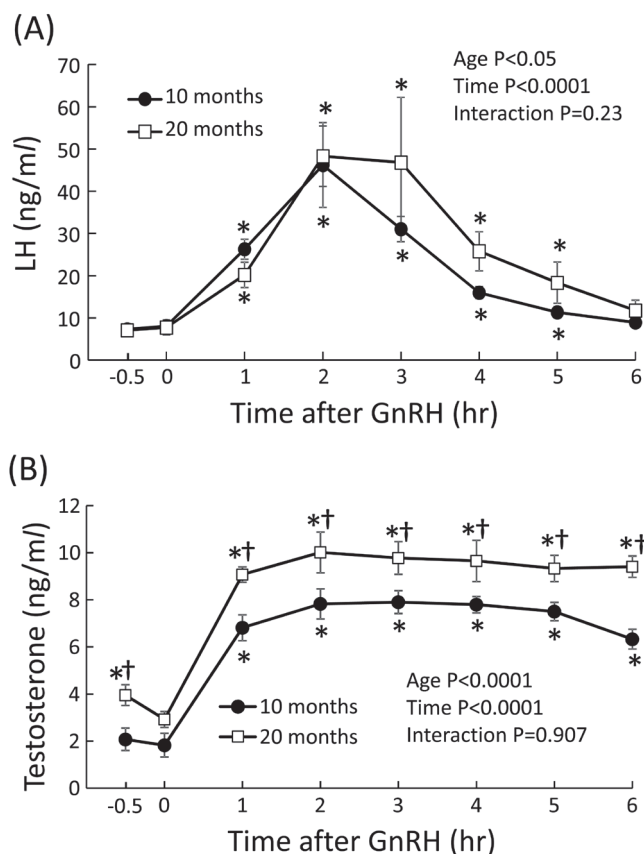 (A)
Age P<0.05
Time P<0.0001
Interaction P=0.23
10 months
20 months
70
60
50
40
30
20
10
0
LH (ng/ml)
* * * * * *
* * * * *
-0.5 0 1 2 3 4 5 6
Time after GnRH (hr)
(B)
12
10
8
6
4
2
0
Testosterone (ng/ml)
*† *† *† *† *† *† *†
* * * * * *
10 months
20 months
Age P<0.0001
Time P<0.0001
Interaction P=0.907
-0.5 0 1 2 3 4 5 6
Time after GnRH (hr)